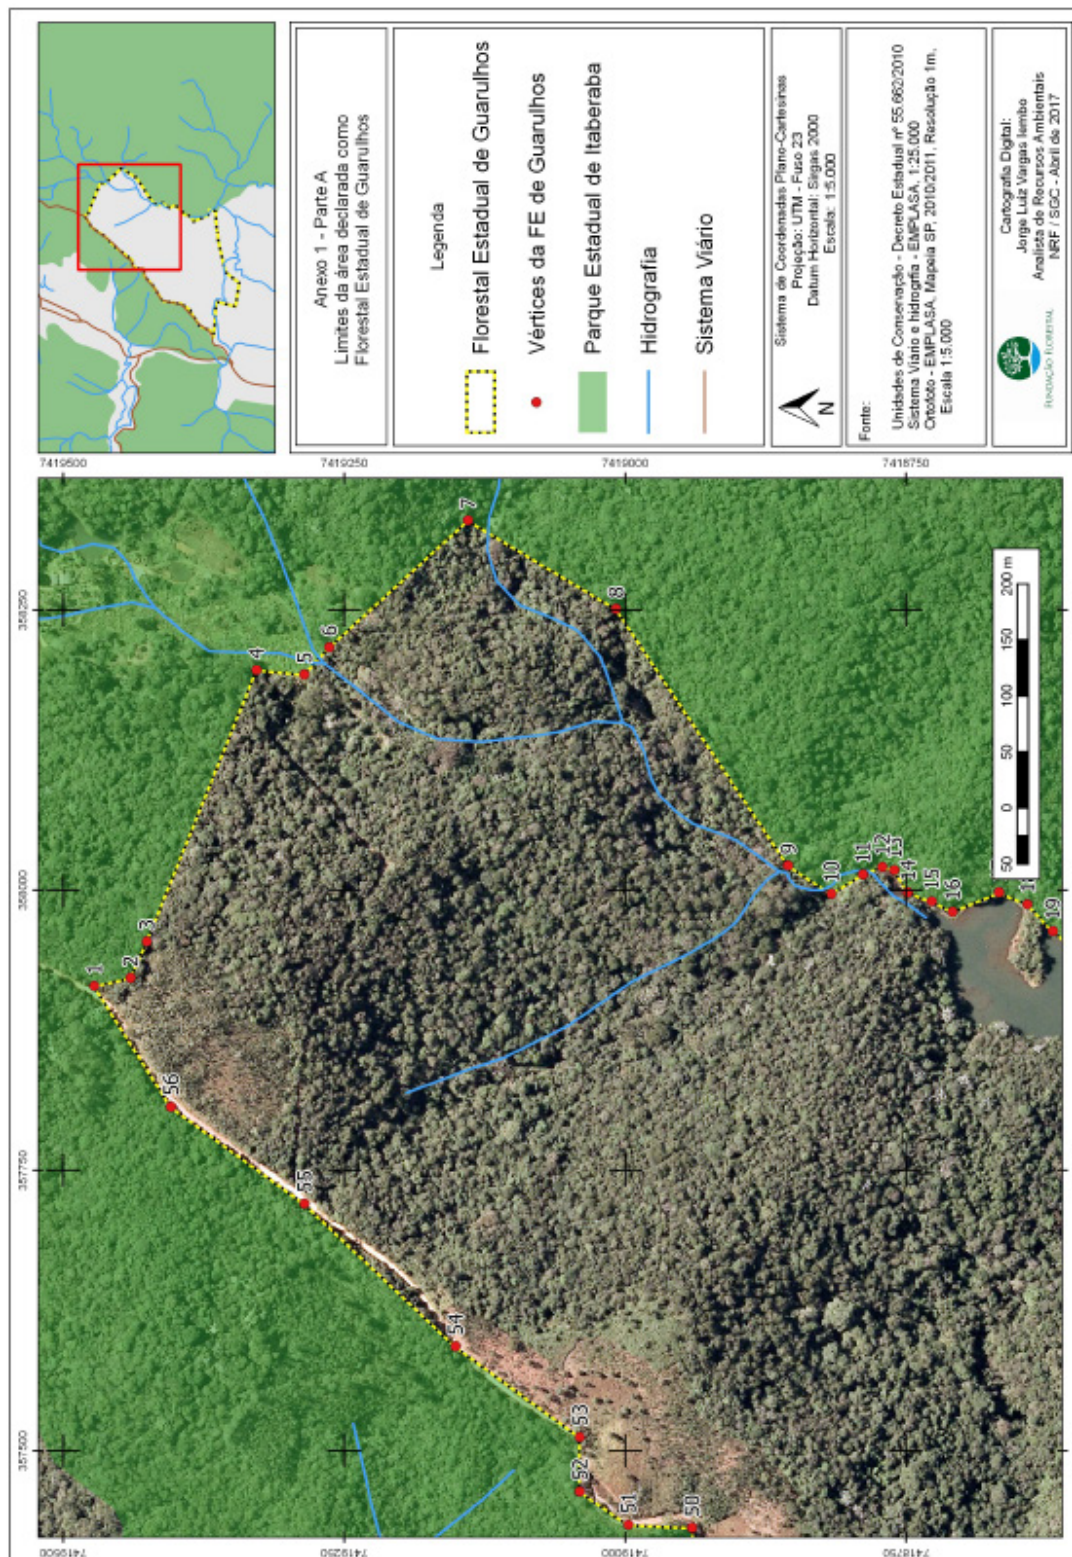 Anexo 1 - Parte A
Limites da área declarada como
Florestal Estadual de Guarulhos
Legenda
Florestal Estadual de Guarulhos
Vértices da FE de Guarulhos
Parque Estadual de Itaberaba
Hidrografia
Sistema Viário
Sistema de Coordenadas Plano-Cartesinas
Projeção: UTM - Fuso 23
Datum Horizontal: Sirgas 2000
Escala: 1:5.000
N
Fonte:
Unidades de Conservação - Decreto Estadual nº 55.662/2010
Sistema Viário e hidrogrfia - EMPLASA, 1:25.000
Ortofoto - EMPLASA, Mapeia SP, 2010/2011, Resolução 1m,
Escala 1:5.000
FUNDAÇÃO FLORESTAL
Cartografia Digital:
Jorge Luiz Vargas Iembo
Analista de Recursos Ambientais
NRF / SGC - Abril de 2017
357500
357750
358000
358250
7419500
7419250
7419000
7418750
7419500
7419250
7419000
7418750
1
2
3
4
5
6
7
8
9
10
11
12
13
14
15
16
19
50
51
52
53
54
55
56
50 0 50 100 150 200 m